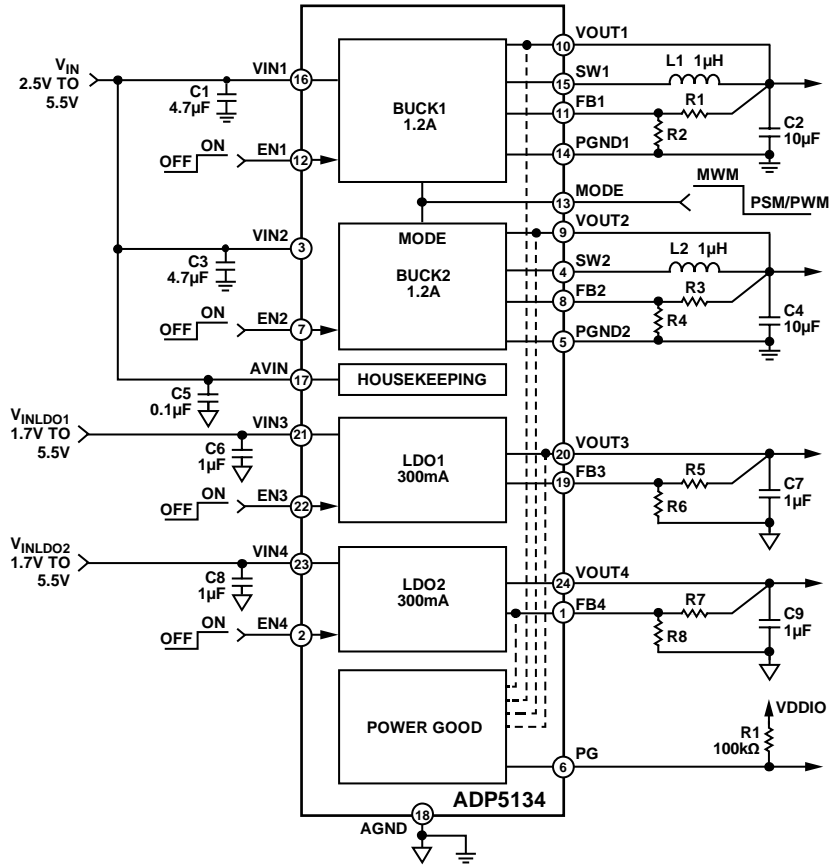 VIN
2.5V TO
5.5V
C1
4.7µF
VIN1
16
OFF
ON
EN1
12
BUCK1
1.2A
10
VOUT1
15
SW1
L1 1µH
11
FB1
R1
R2
14
PGND1
C2
10µF
13
MODE
MWM
PSM/PWM
C3
4.7µF
VIN2
3
OFF
ON
EN2
7
MODE
BUCK2
1.2A
9
VOUT2
4
SW2
L2 1µH
8
FB2
R3
R4
5
PGND2
C4
10µF
AVIN
17
C5
0.1µF
HOUSEKEEPING
VINLDO1
1.7V TO
5.5V
C6
1µF
VIN3
21
OFF
ON
EN3
22
LDO1
300mA
20
VOUT3
19
FB3
R5
R6
C7
1µF
VINLDO2
1.7V TO
5.5V
C8
1µF
VIN4
23
OFF
ON
EN4
2
LDO2
300mA
24
VOUT4
1
FB4
R7
R8
C9
1µF
POWER GOOD
6
PG
VDDIO
R1
100kΩ
ADP5134
18
AGND